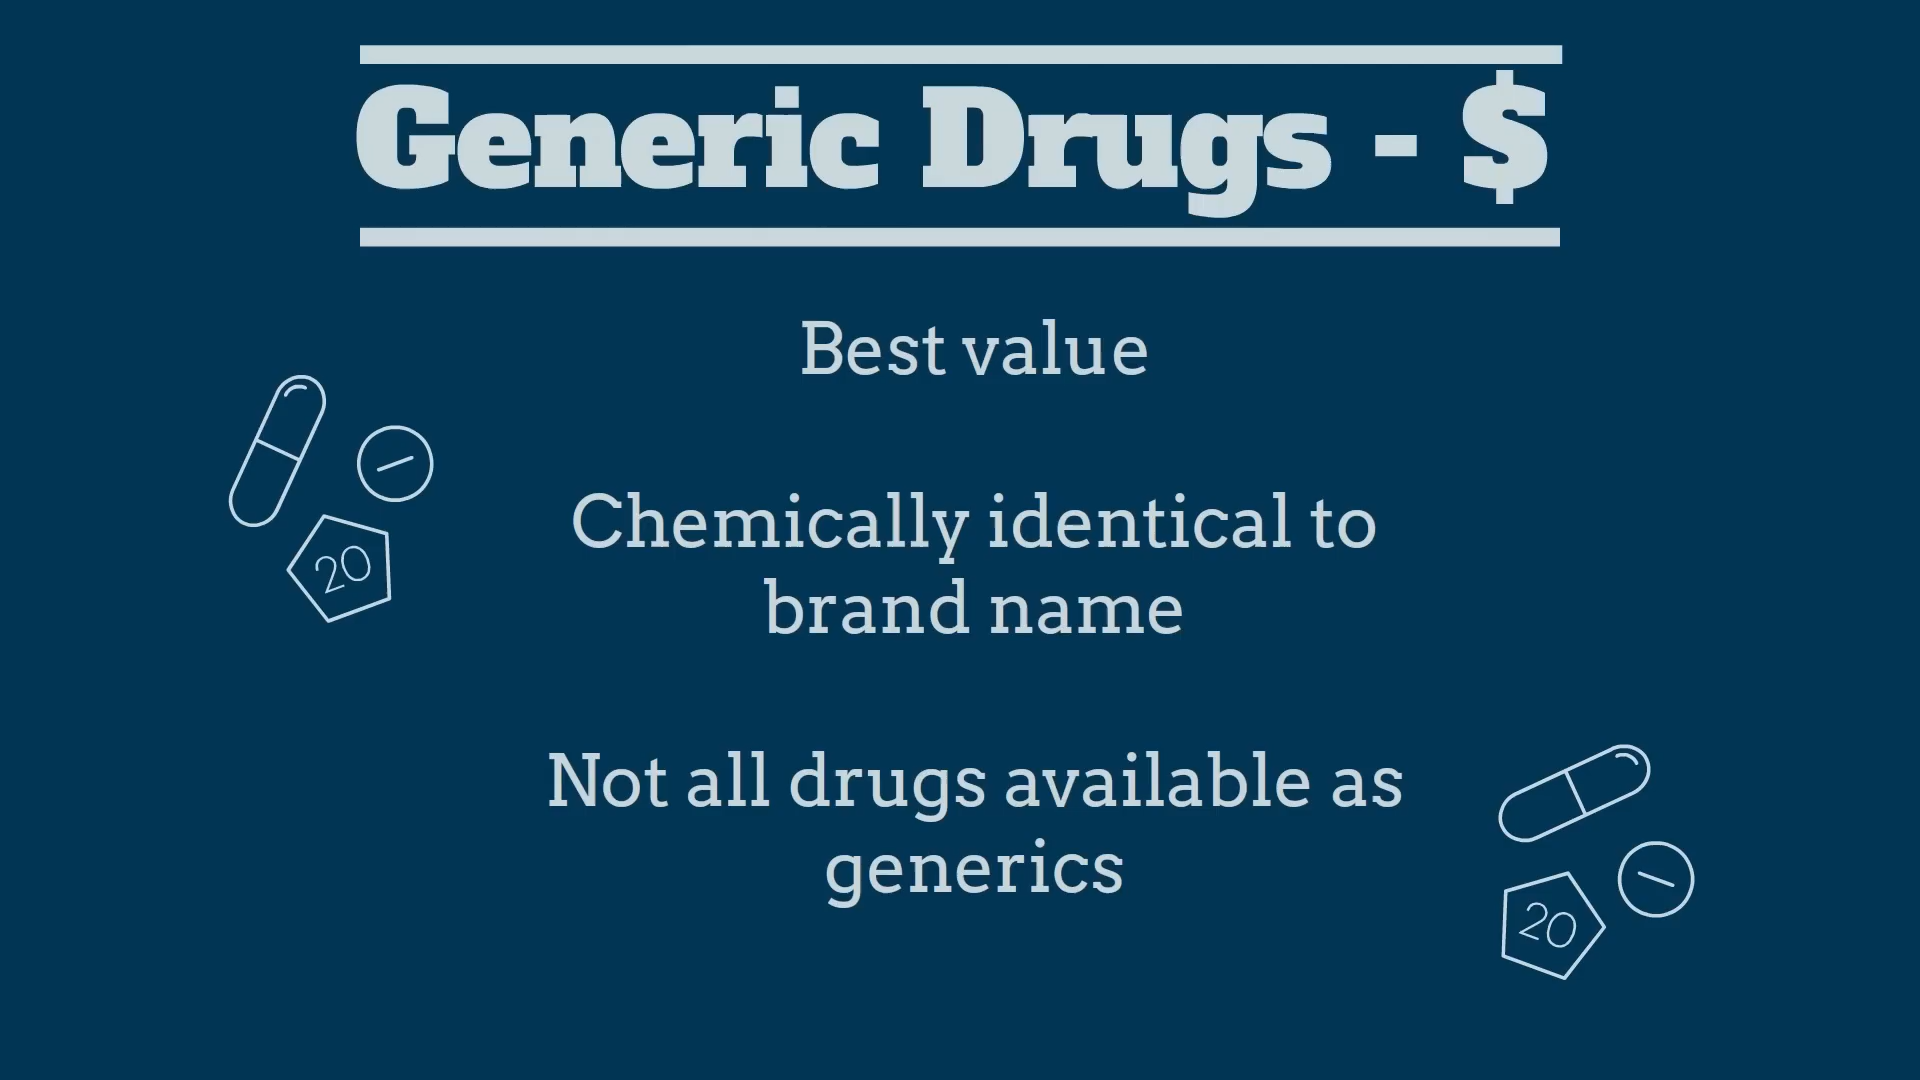 Generic Drugs - $
Best value
Chemically identical to
brand name
Not all drugs available as
generics
20
20